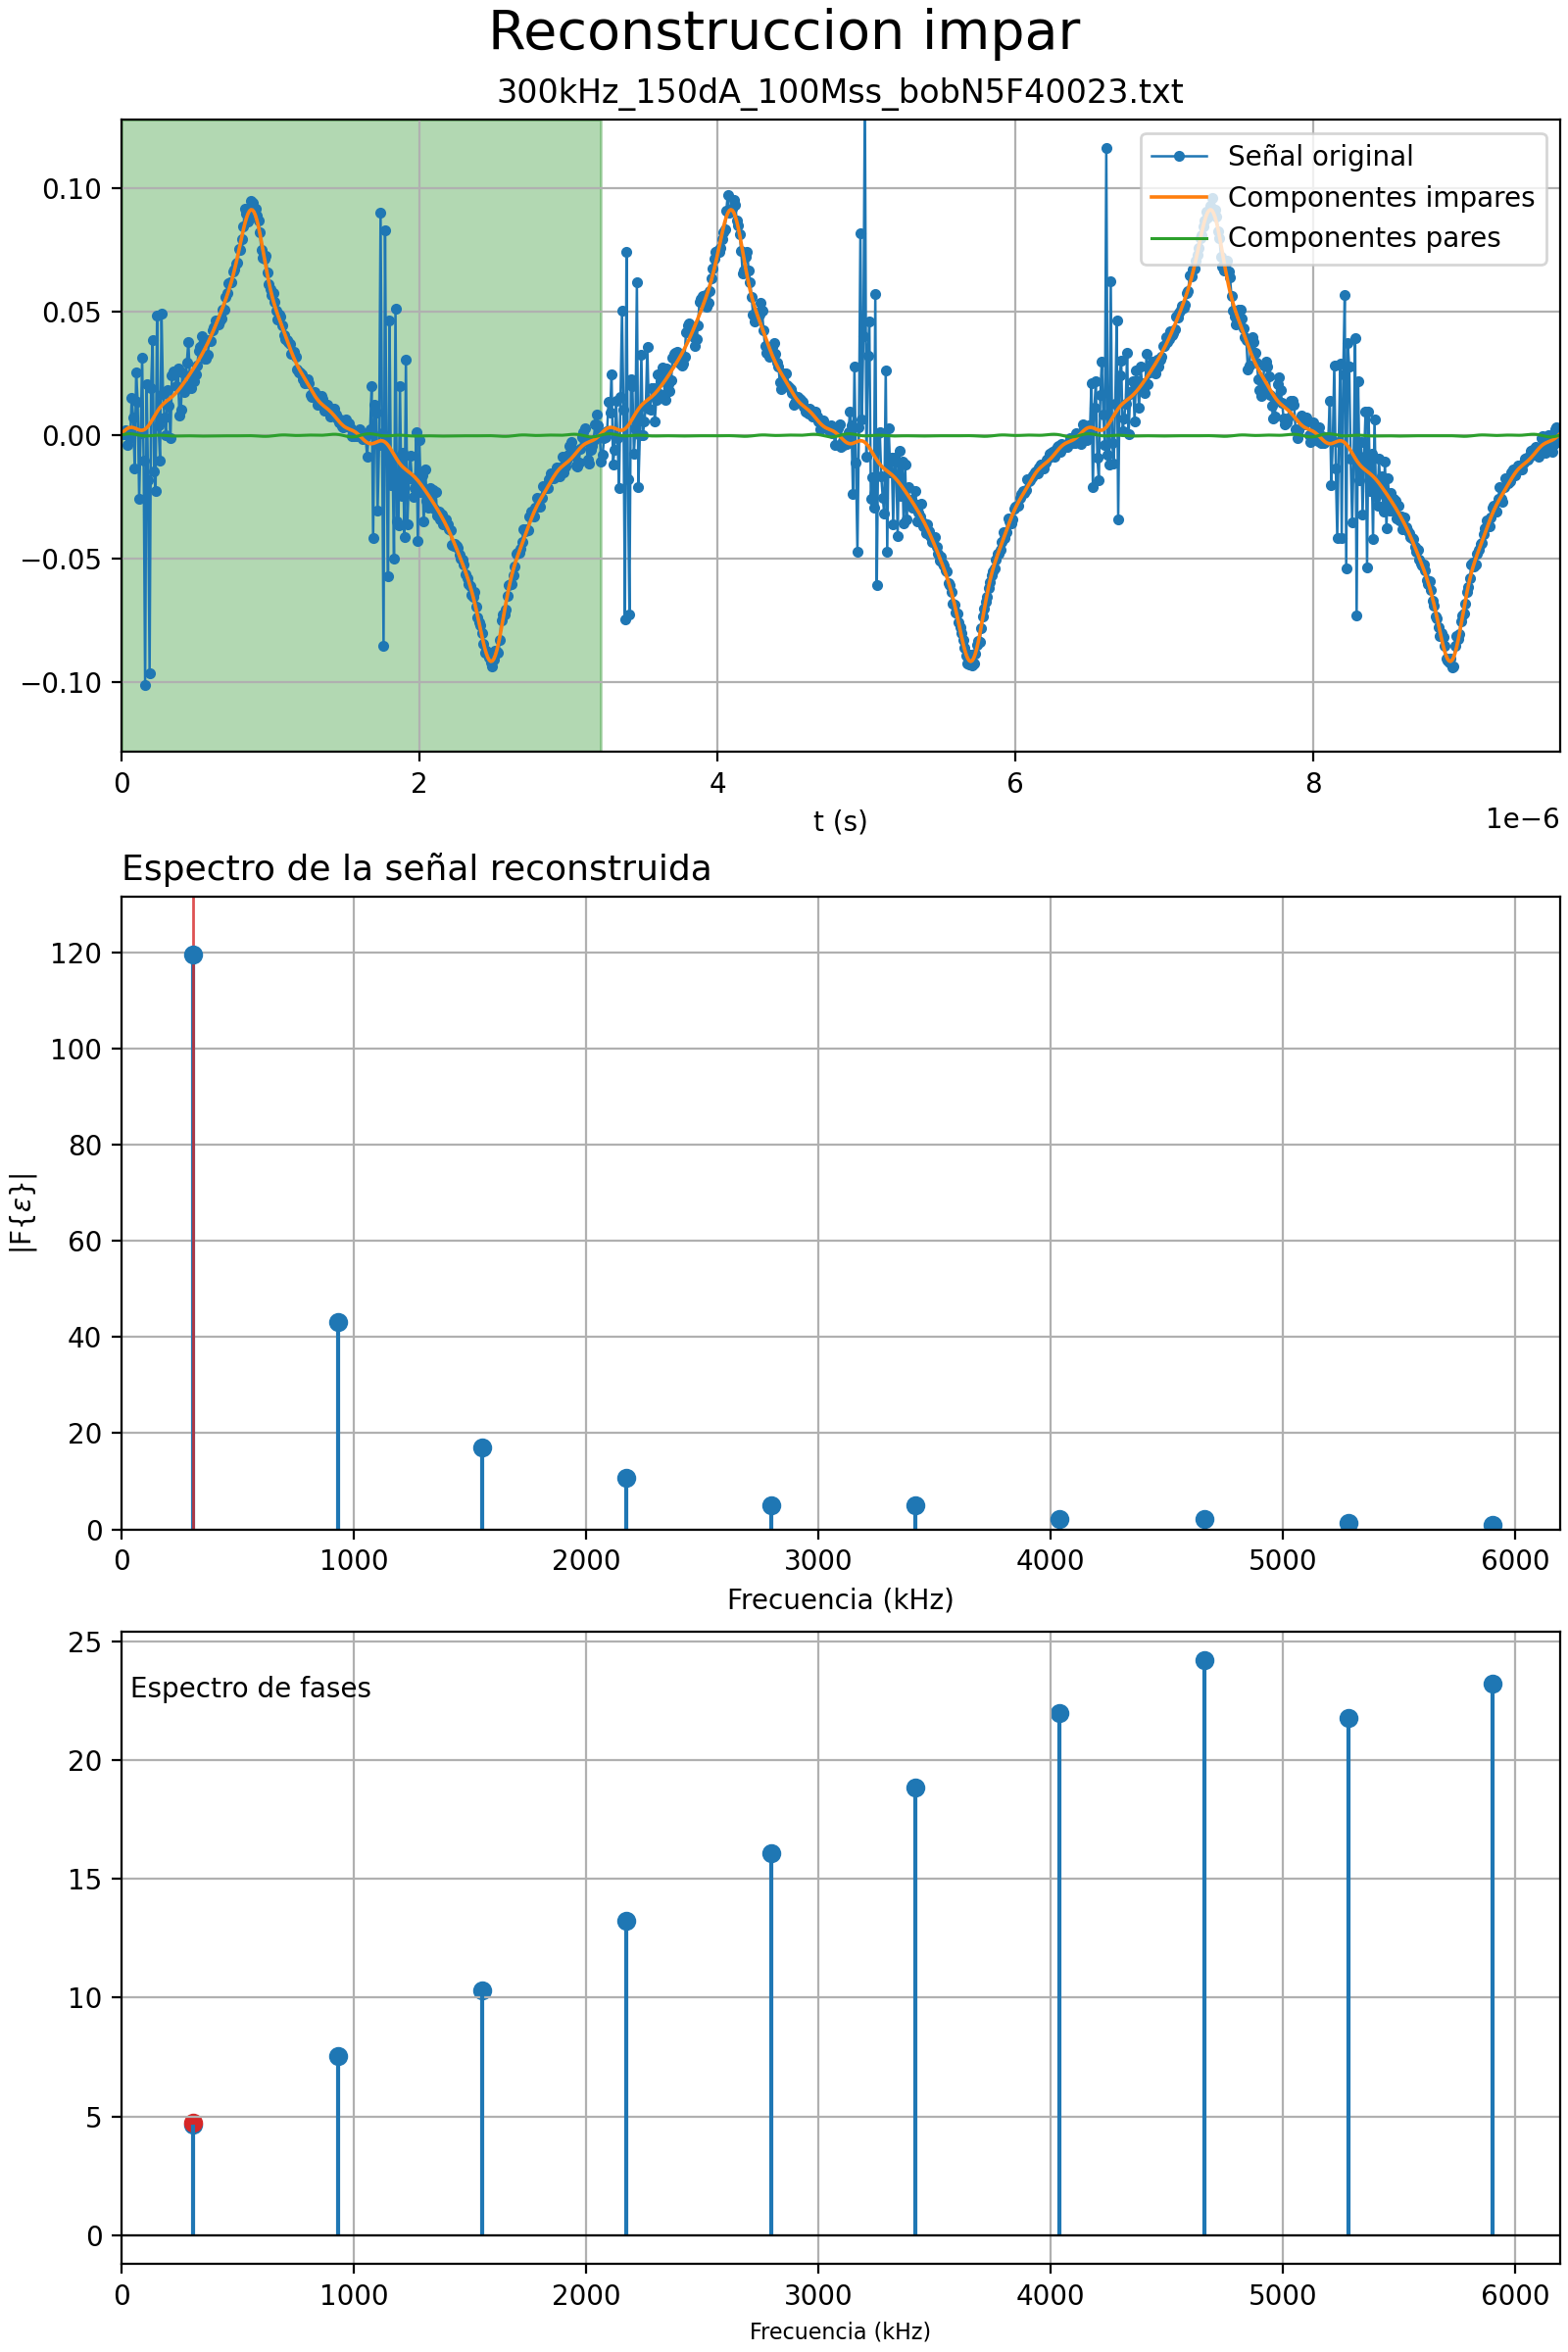 Reconstruccion impar
300kHz_150dA_100Mss_bobN5F40023.txt
Señal original
Componentes impares
Componentes pares
0.10
0.05
0.00
−0.05
−0.10
0 2 4 6 8
t (s)
1e−6
Espectro de la señal reconstruida
|F{ε}|
120
100
80
60
40
20
0
0 1000 2000 3000 4000 5000 6000
Frecuencia (kHz)
Espectro de fases
25
20
15
10
5
0
0 1000 2000 3000 4000 5000 6000
Frecuencia (kHz)